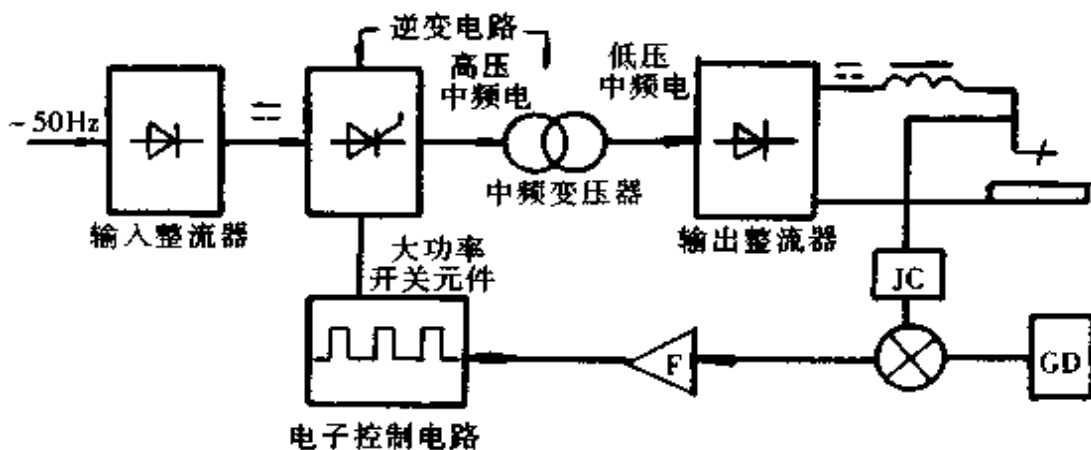 逆变电路
高压
中频电
低压
中频电
~50Hz
中频变压器
输入整流器
输出整流器
大功率
开关元件
JC
F
GD
电子控制电路